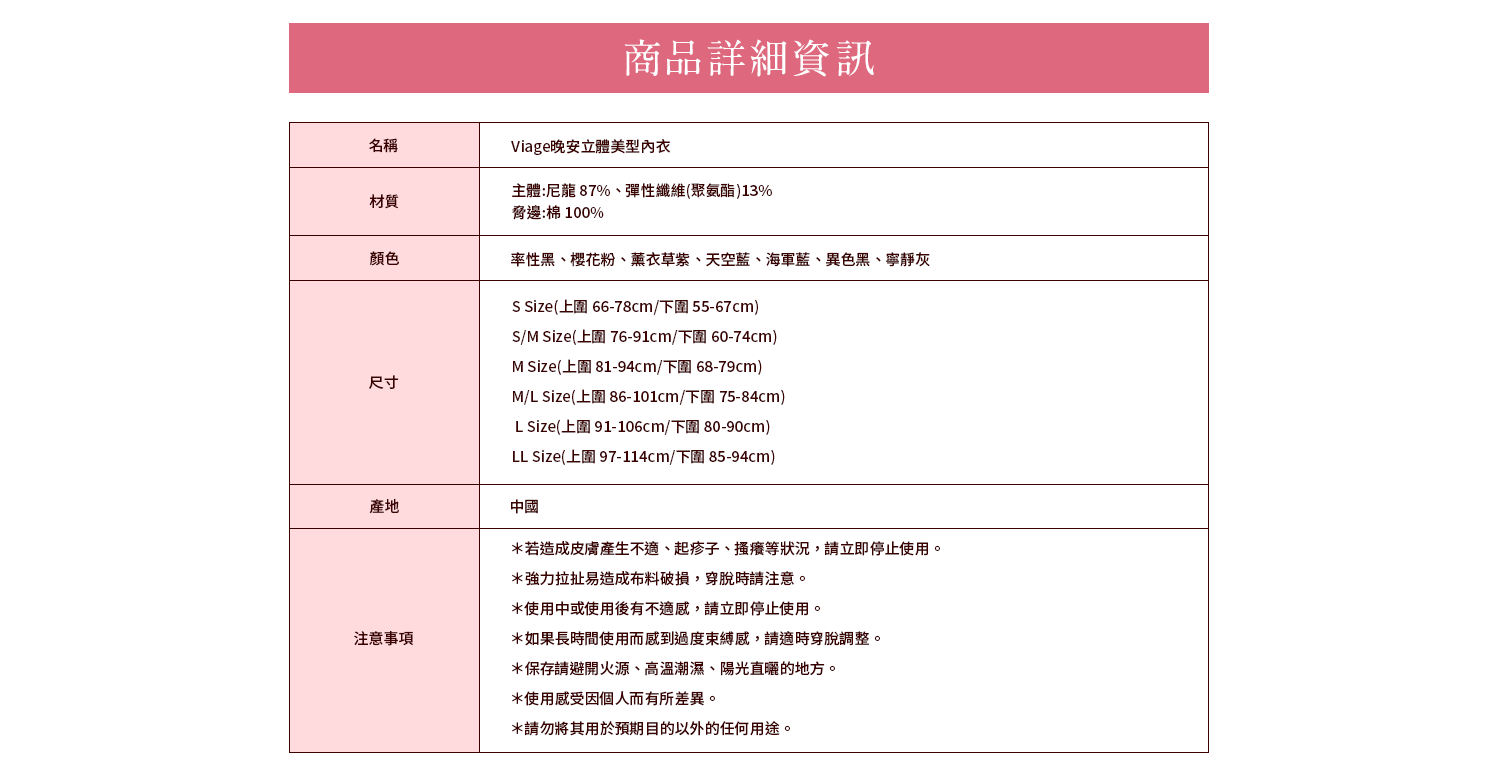 商品詳細資訊
名稱
Viage晚安立體美型內衣
材質
主體:尼龍 87%、彈性纖維(聚氨酯)13%
脅邊:棉 100%
顏色
率性黑、櫻花粉、薰衣草紫、天空藍、海軍藍、異色黑、寧靜灰
尺寸
S Size(上圍 66-78cm/下圍 55-67cm)
S/M Size(上圍 76-91cm/下圍 60-74cm)
M Size(上圍 81-94cm/下圍 68-79cm)
M/L Size(上圍 86-101cm/下圍 75-84cm)
L Size(上圍 91-106cm/下圍 80-90cm)
LL Size(上圍 97-114cm/下圍 85-94cm)
產地
中國
注意事項
＊若造成皮膚產生不適、起疹子、搔癢等狀況，請立即停止使用。
＊強力拉扯易造成布料破損，穿脫時請注意。
＊使用中或使用後有不適感，請立即停止使用。
＊如果長時間使用而感到過度束縛感，請適時穿脫調整。
＊保存請避開火源、高溫潮濕、陽光直曬的地方。
＊使用感受因個人而有所差異。
＊請勿將其用於預期目的以外的任何用途。